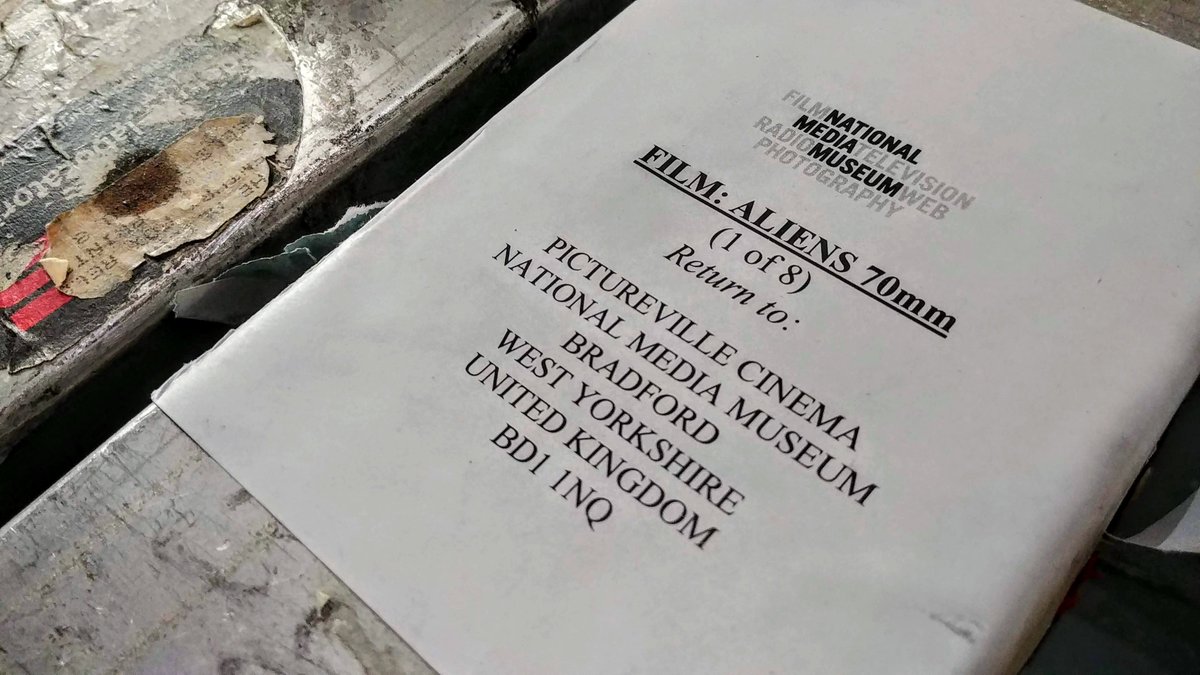 FILMNATIONAL
MEDIATELEVISION
RADIOMUSEUMWEB
PHOTOGRAPHY
FILM: ALIENS 70mm
(1 of 8)
Return to:
PICTUREVILLE CINEMA
NATIONAL MEDIA MUSEUM
BRADFORD
WEST YORKSHIRE
UNITED KINGDOM
BD1 1NQ